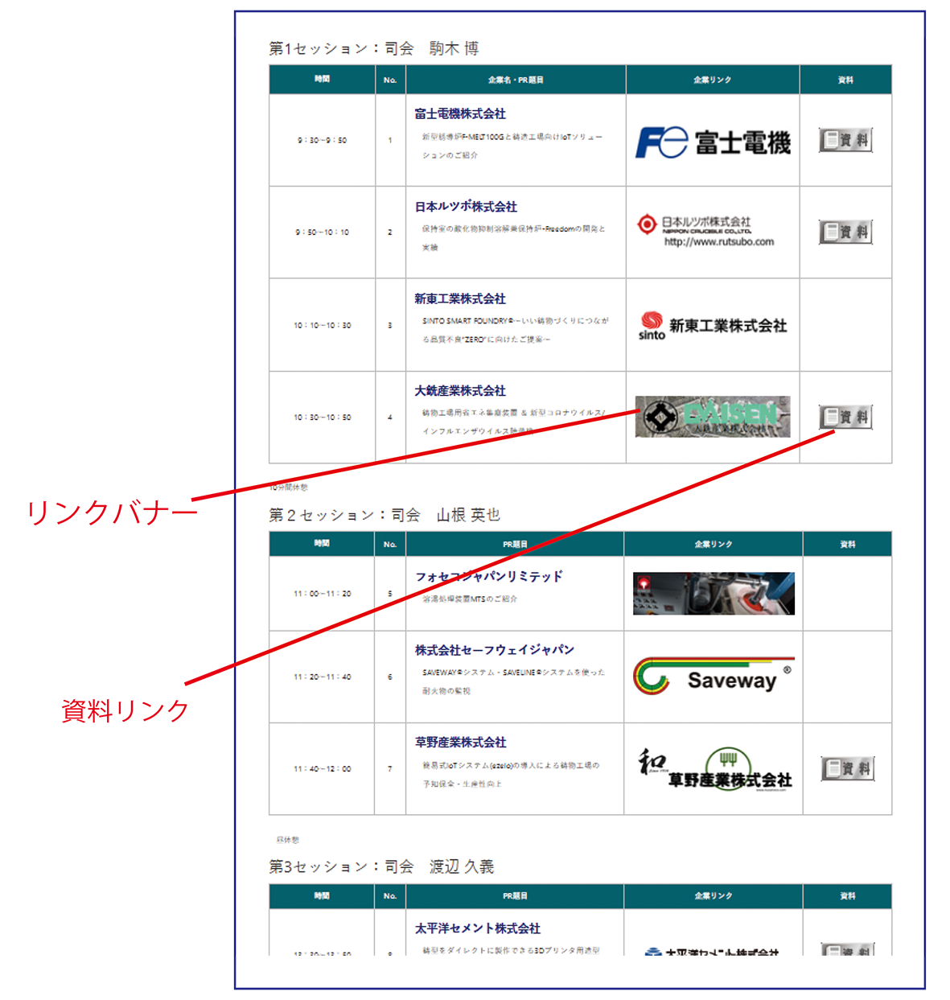 第1セッション：司会　駒木 博
時間 No. 企業名・PR題目 企業リンク 資料
富士電機株式会社
9：30～9：50 1 新型誘導炉F-MELT100Gと鋳造工場向けIoTソリュー
ションのご紹介
Fe 富士電機
資料
日本ルツボ株式会社
9：50～10：10 2 保持室の酸化物抑制溶解兼保持炉-Freedomの開発と
実績
日本ルツボ株式会社
NIPPON CRUCIBLE CO.,LTD.
http://www.rutsubo.com
資料
新東工業株式会社
10：10～10：30 3 SINTO SMART FOUNDRY®～いい鋳物づくりにつなが
る品質不良"ZERO"に向けたご提案～
sinto 新東工業株式会社
大銑産業株式会社
10：30～10：50 4 鋳物工場用省エネ集塵装置 & 新型コロナウイルス/
インフルエンザウイルス
DAISEN
大銑産業株式会社
資料
リンクバナー
10分間休憩
第２セッション：司会　山根 英也
時間 No. PR題目 企業リンク 資料
フォセコジャパンリミテッド
11：00～11：20 5 溶湯処理装置MTSのご紹介
株式会社セーフウェイジャパン
11：20～11：40 6 SAVEWAY®システム・SAVELINE®システムを使った
耐火物の監視
Saveway®
資料リンク
草野産業株式会社
11：40～12：00 7 簡易式IoTシステム(ezeio)の導入による鋳物工場の
予知保全・生産性向上
和
草野産業株式会社
資料
昼休憩
第3セッション：司会　渡辺 久義
時間 No. PR題目 企業リンク 資料
太平洋セメント株式会社
13：30～13：50 8 鋳型をダイレクトに製作できる3Dプリンタ用造型
太平洋セメント株式会社
資料